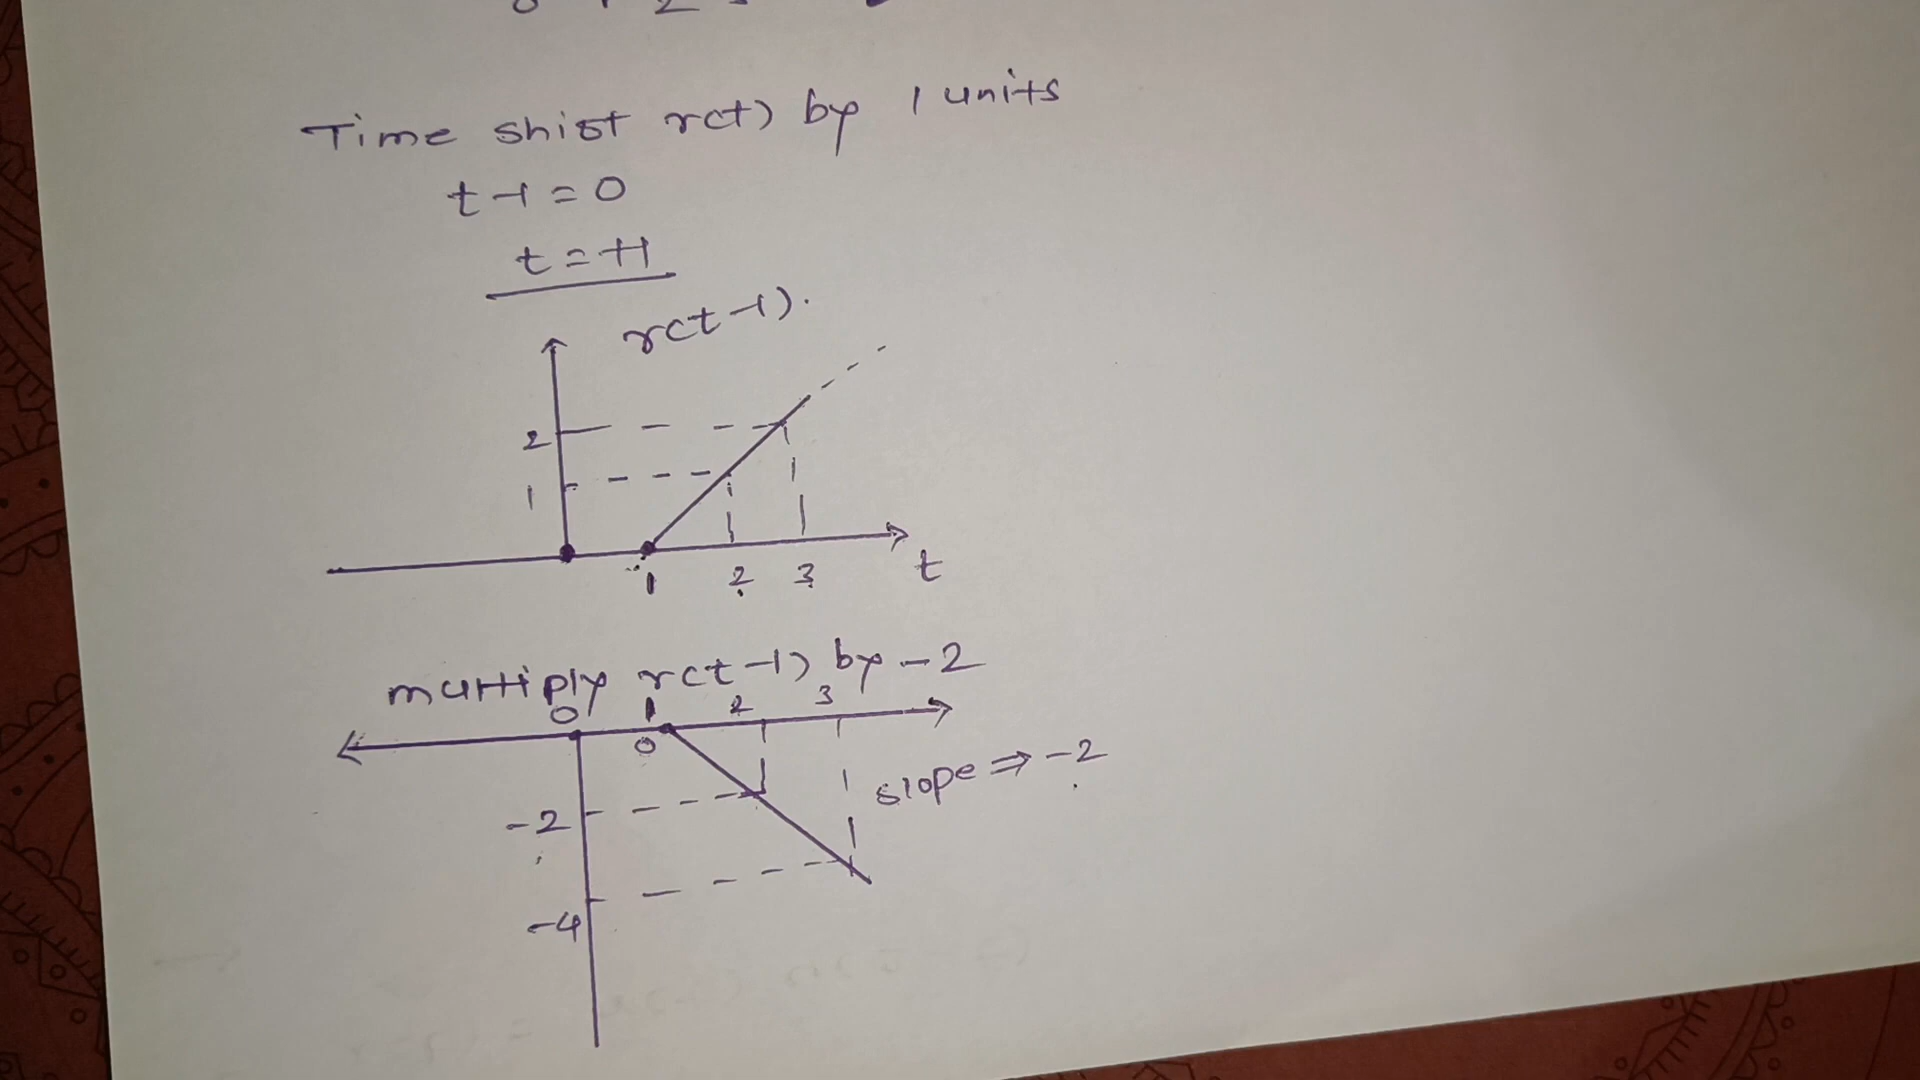 Time shift r(t) by 1 units
t-1=0
t=+1
r(t-1).
2
1
1 2 3 t
multiply r(t-1) by -2
0 1 2 3
0
slope ⇒ -2
-2
-4